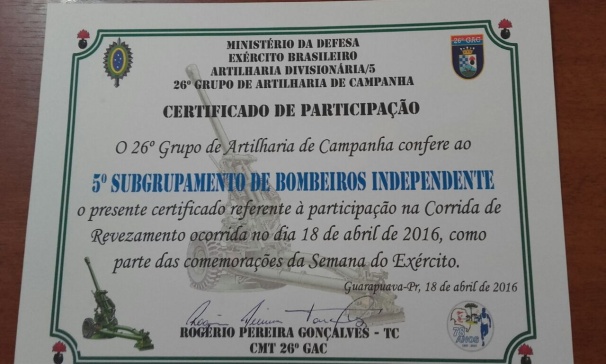 MINISTÉRIO DA DEFESA
EXÉRCITO BRASILEIRO
ARTILHARIA DIVISIONÁRIA/5
26º GRUPO DE ARTILHARIA DE CAMPANHA
26º GAC
CERTIFICADO DE PARTICIPAÇÃO
O 26º Grupo de Artilharia de Campanha confere ao
5º SUBGRUPAMENTO DE BOMBEIROS INDEPENDENTE
o presente certificado referente à participação na Corrida de
Revezamento ocorrida no dia 18 de abril de 2016, como
parte das comemorações da Semana do Exército.
Guarapuava-Pr, 18 de abril de 2016
ROGÉRIO PEREIRA GONÇALVES - TC
CMT 26º GAC
ANOS